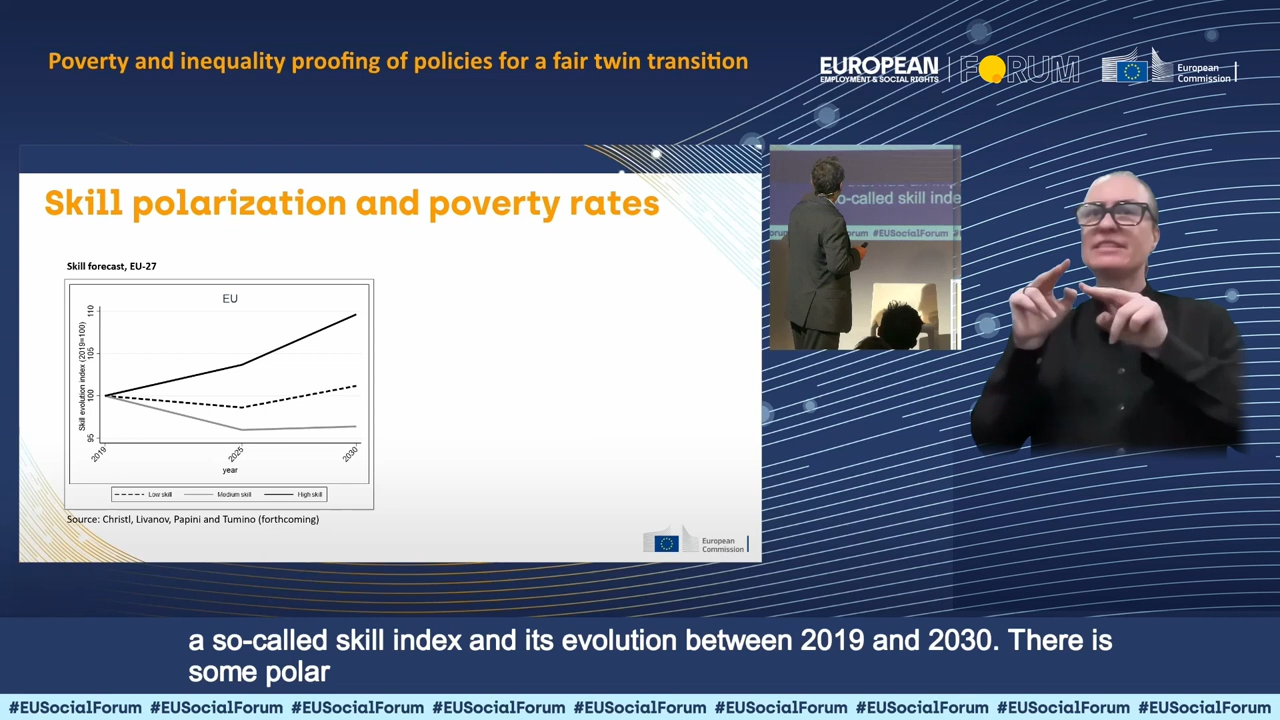 Poverty and inequality proofing of policies for a fair twin transition
EUROPEAN
EMPLOYMENT & SOCIAL RIGHTS
FORUM
European
Commission
Skill polarization and poverty rates
Skill forecast, EU-27
EU
Skill evolution index (2019=100)
110
105
100
95
2019
2025
2030
year
Low skill
Medium skill
High skill
Source: Christl, Livanov, Papini and Tumino (forthcoming)
European
Commission
so-called skill inde
orum #EUSocialForum
a so-called skill index and its evolution between 2019 and 2030. There is
some polar
#EUSocialForum #EUSocialForum #EUSocialForum #EUSocialForum #EUSocialForum #EUSocialForum #EUSocialForum #EUSocialForum #EUSocialForum